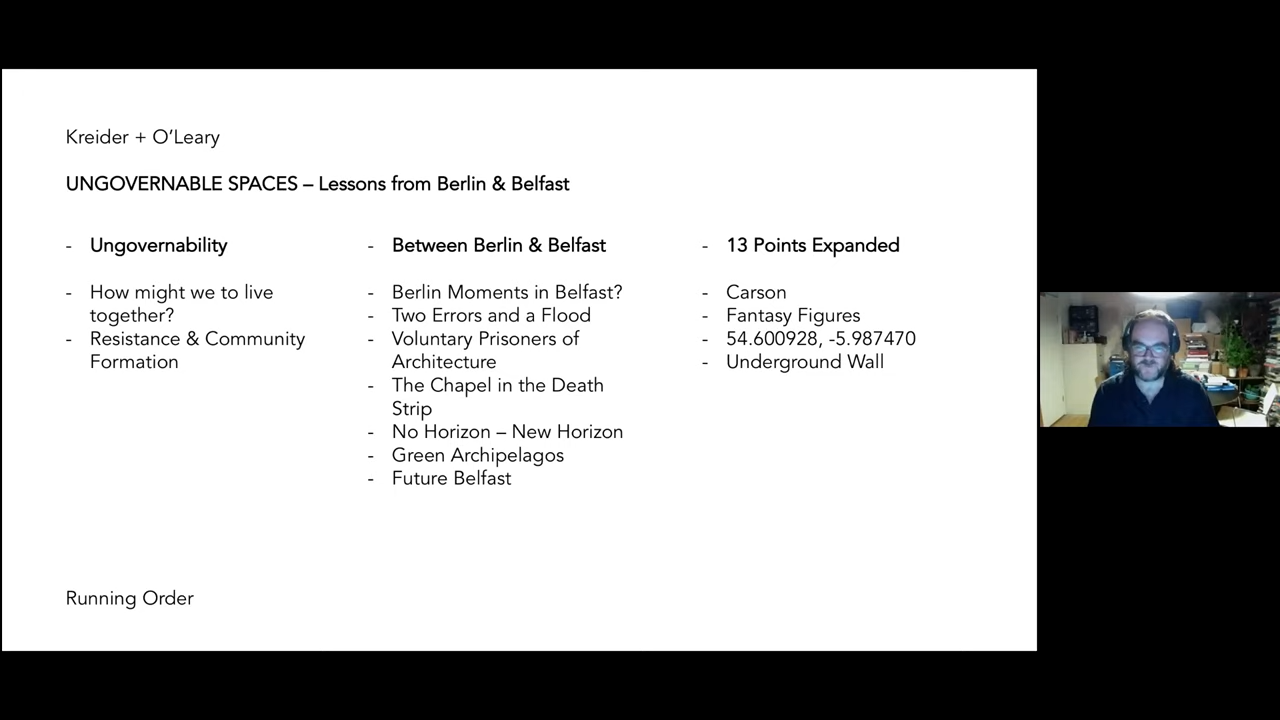 Kreider + O'Leary
UNGOVERNABLE SPACES – Lessons from Berlin & Belfast
- Ungovernability
- How might we to live
together?
- Resistance & Community
Formation
- Between Berlin & Belfast
- Berlin Moments in Belfast?
- Two Errors and a Flood
- Voluntary Prisoners of
Architecture
- The Chapel in the Death
Strip
- No Horizon – New Horizon
- Green Archipelagos
- Future Belfast
- 13 Points Expanded
- Carson
- Fantasy Figures
- 54.600928, -5.987470
- Underground Wall
Running Order